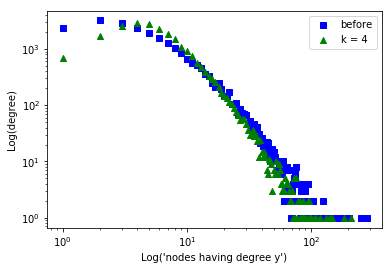 before
k = 4
10³
10²
10¹
10⁰
Log(degree)
10⁰ 10¹ 10²
Log('nodes having degree y')